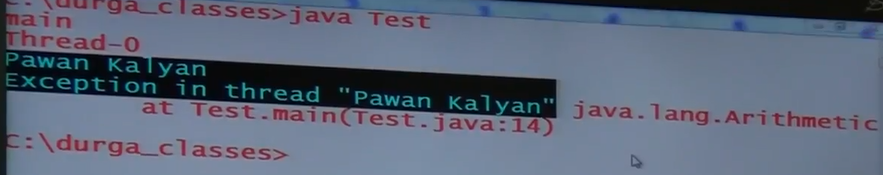 c:\durga_classes>java Test
main
Thread-0
Pawan Kalyan
Exception in thread "Pawan Kalyan" java.lang.Arithmetic
at Test.main(Test.java:14)
c:\durga_classes>